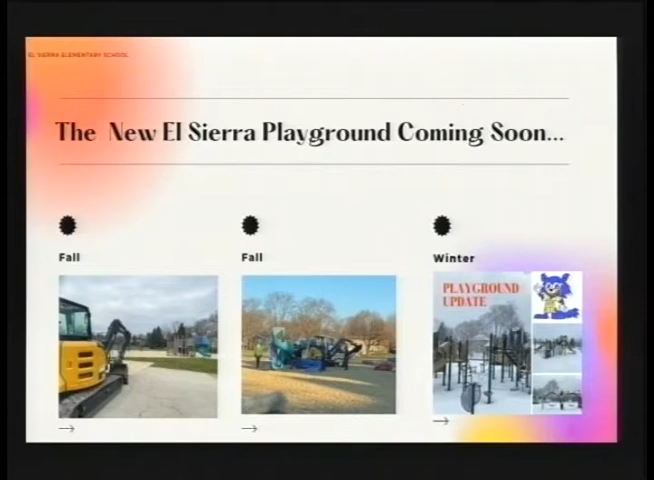 EL SIERRA ELEMENTARY SCHOOL
The New El Sierra Playground Coming Soon...
Fall
Fall
Winter
PLAYGROUND
UPDATE